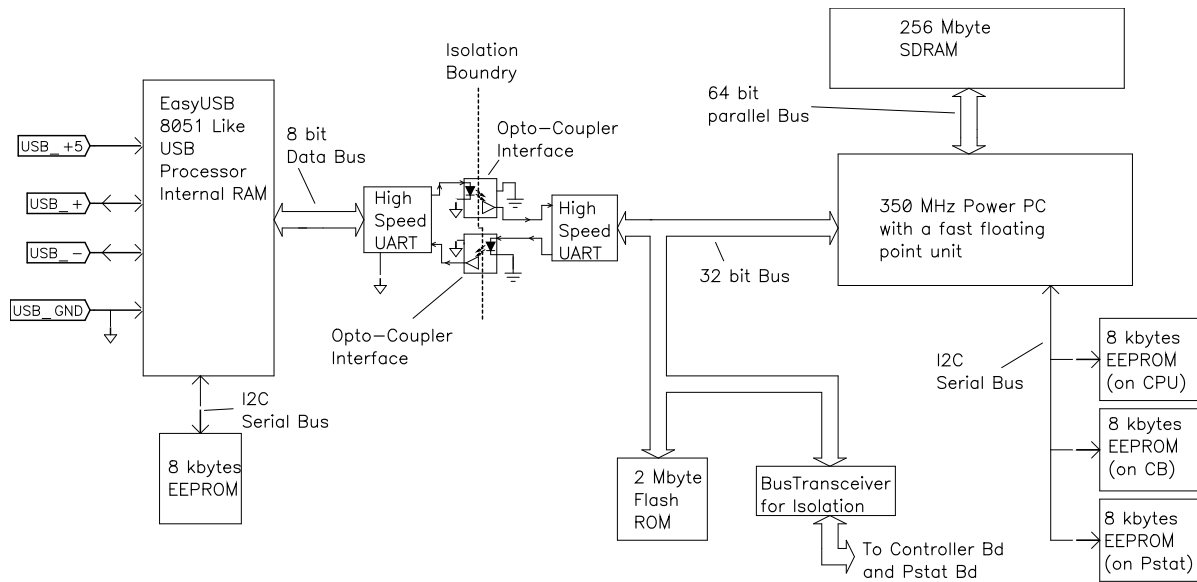 256 Mbyte
SDRAM
Isolation
Boundry
64 bit
parallel Bus
EasyUSB
8051 Like
USB
Processor
Internal RAM
8 bit
Data Bus
Opto-Coupler
Interface
USB_+5
USB_+
USB_-
USB_GND
High
Speed
UART
High
Speed
UART
32 bit Bus
350 MHz Power PC
with a fast floating
point unit
Opto-Coupler
Interface
I2C
Serial Bus
8 kbytes
EEPROM
I2C
Serial Bus
8 kbytes
EEPROM
(on CPU)
8 kbytes
EEPROM
(on CB)
8 kbytes
EEPROM
(on Pstat)
2 Mbyte
Flash
ROM
BusTransceiver
for Isolation
To Controller Bd
and Pstat Bd